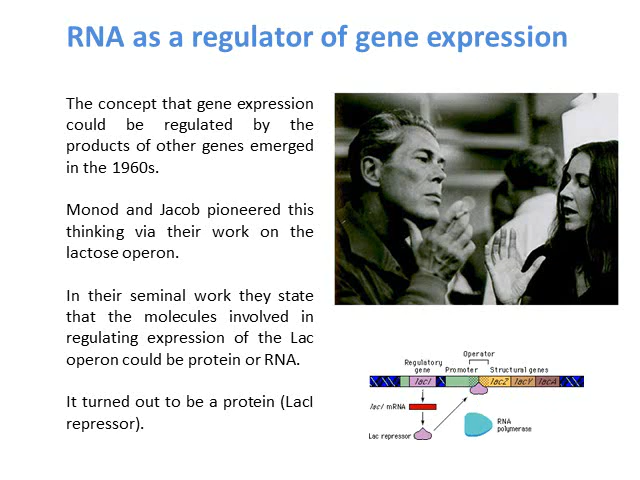 RNA as a regulator of gene expression
The concept that gene expression
could be regulated by the
products of other genes emerged
in the 1960s.
Monod and Jacob pioneered this
thinking via their work on the
lactose operon.
In their seminal work they state
that the molecules involved in
regulating expression of the Lac
operon could be protein or RNA.
It turned out to be a protein (LacI
repressor).
Operator
Regulatory
gene
Promoter
Structural genes
lacI
lacZ
lacY
lacA
lacI mRNA
Lac repressor
RNA
polymerase